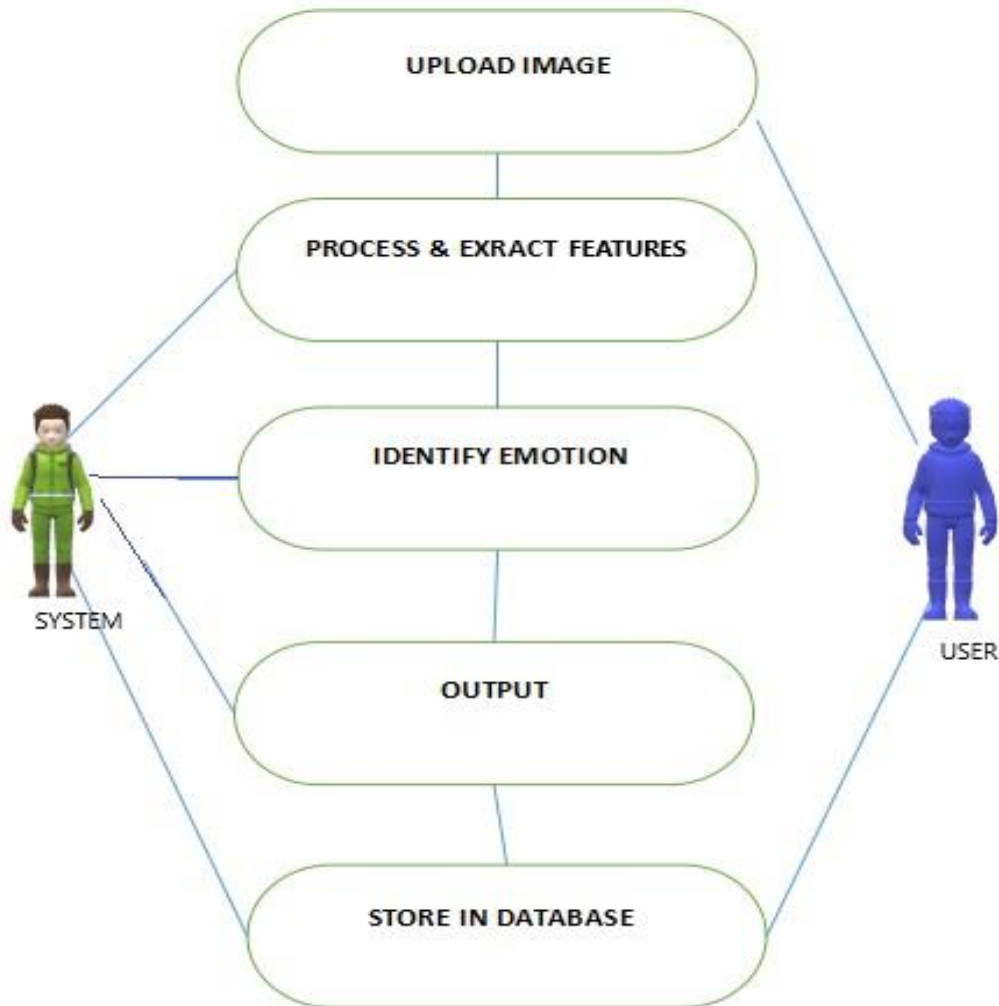 UPLOAD IMAGE
PROCESS & EXRACT FEATURES
IDENTIFY EMOTION
SYSTEM
USER
OUTPUT
STORE IN DATABASE